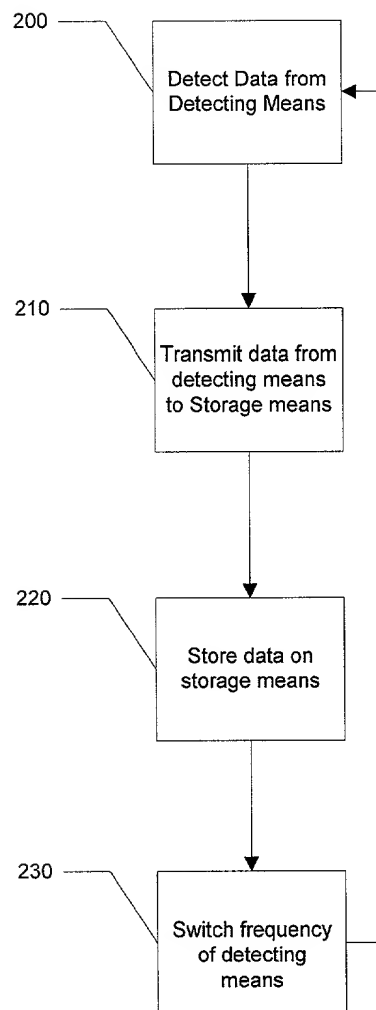 200
Detect Data from
Detecting Means
210
Transmit data from
detecting means
to Storage means
220
Store data on
storage means
230
Switch frequency
of detecting
means